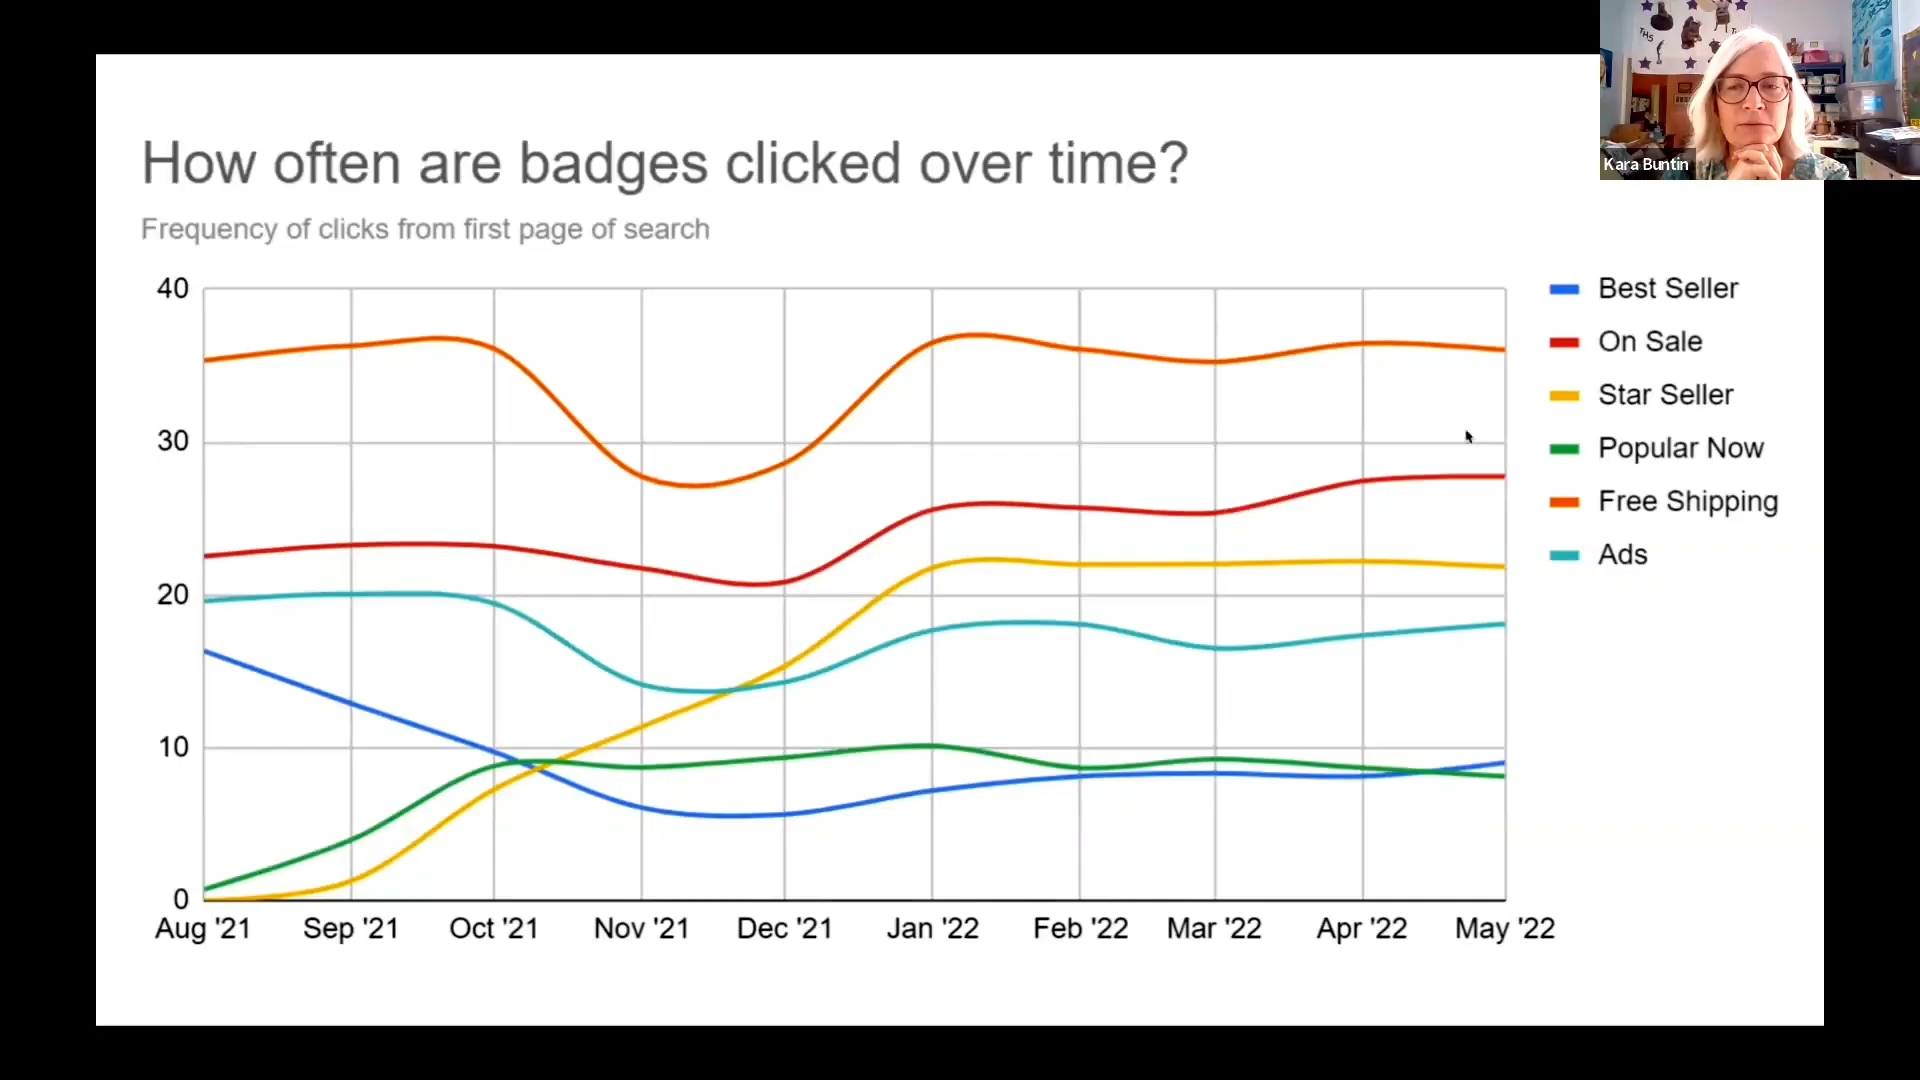 How often are badges clicked over time?
Frequency of clicks from first page of search
40
30
20
10
0
Aug '21 Sep '21 Oct '21 Nov '21 Dec '21 Jan '22 Feb '22 Mar '22 Apr '22 May '22
Best Seller
On Sale
Star Seller
Popular Now
Free Shipping
Ads
THS
Kara Buntin